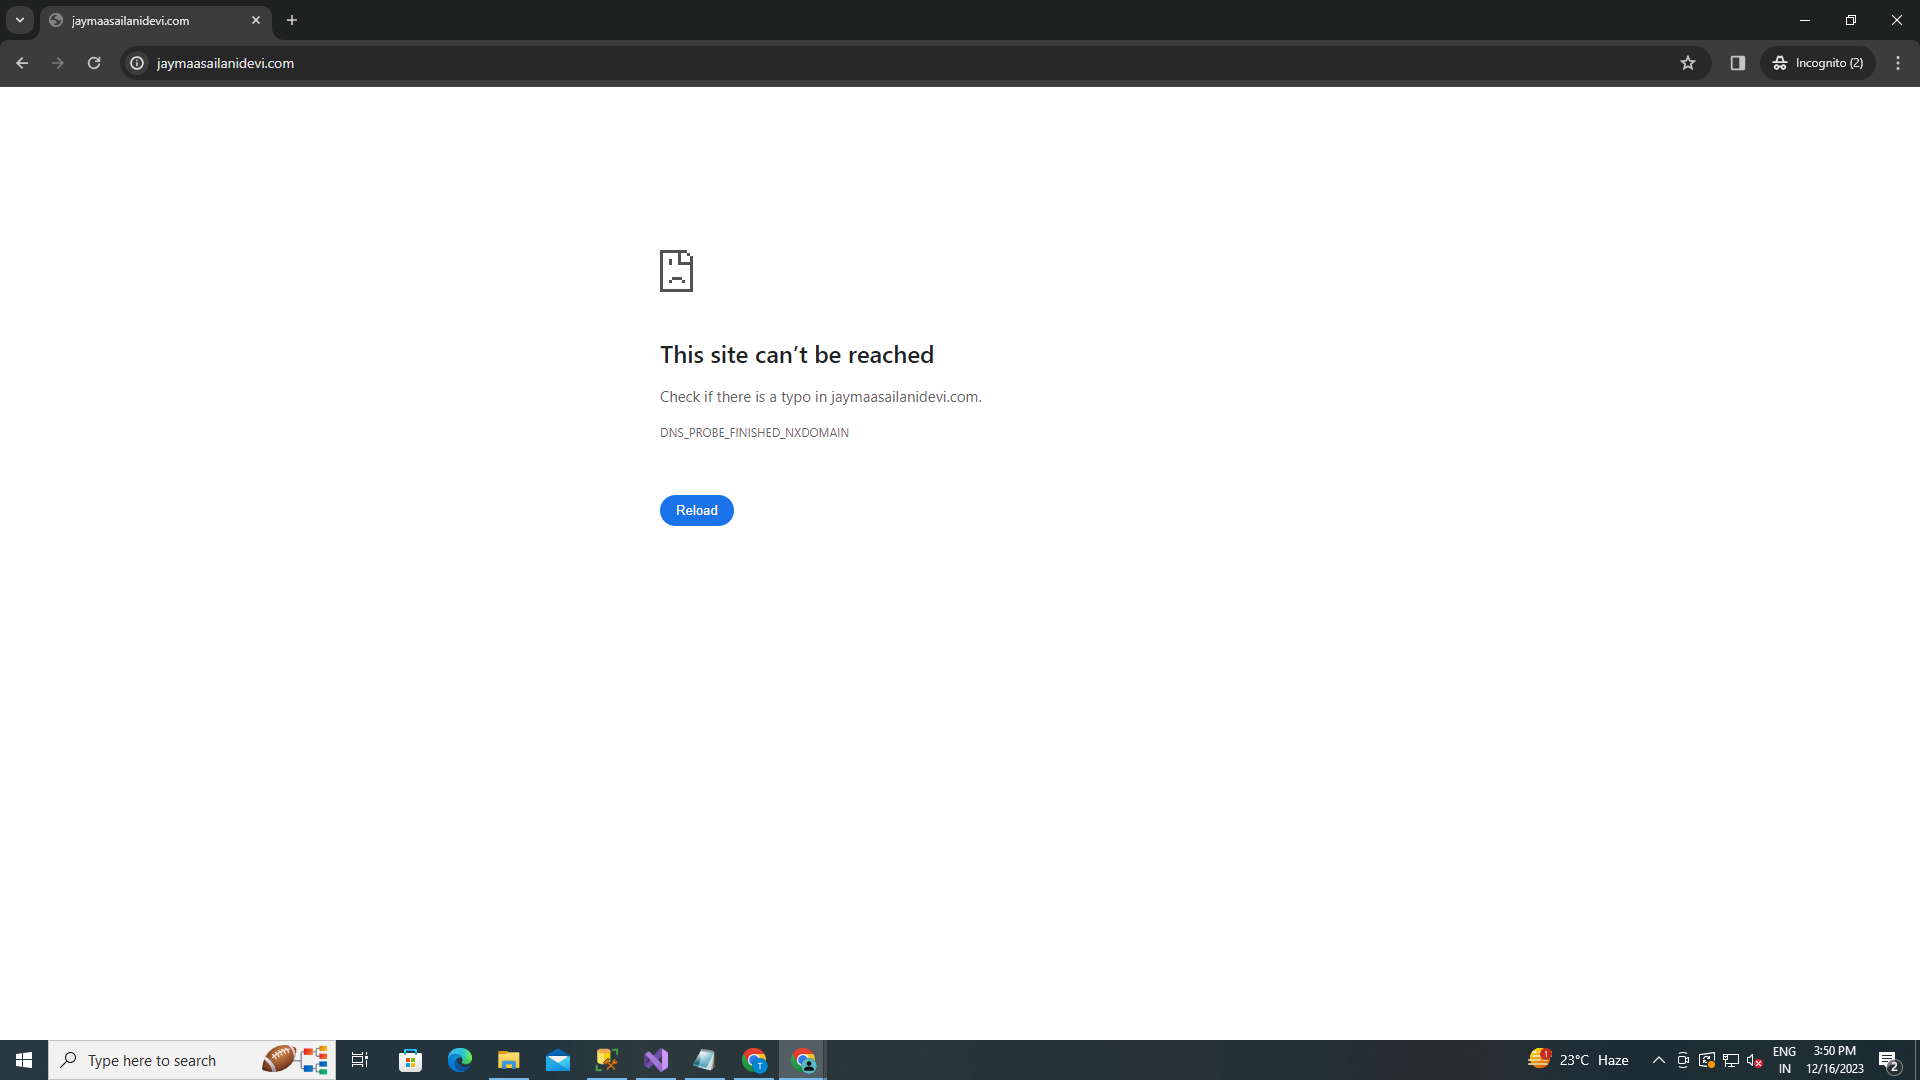 jaymaasailanidevi.com
jaymaasailanidevi.com
Incognito (2)
This site can’t be reached
Check if there is a typo in jaymaasailanidevi.com.
DNS_PROBE_FINISHED_NXDOMAIN
Reload
Type here to search
T
1
23°C Haze
ENG
IN
3:50 PM
12/16/2023
2